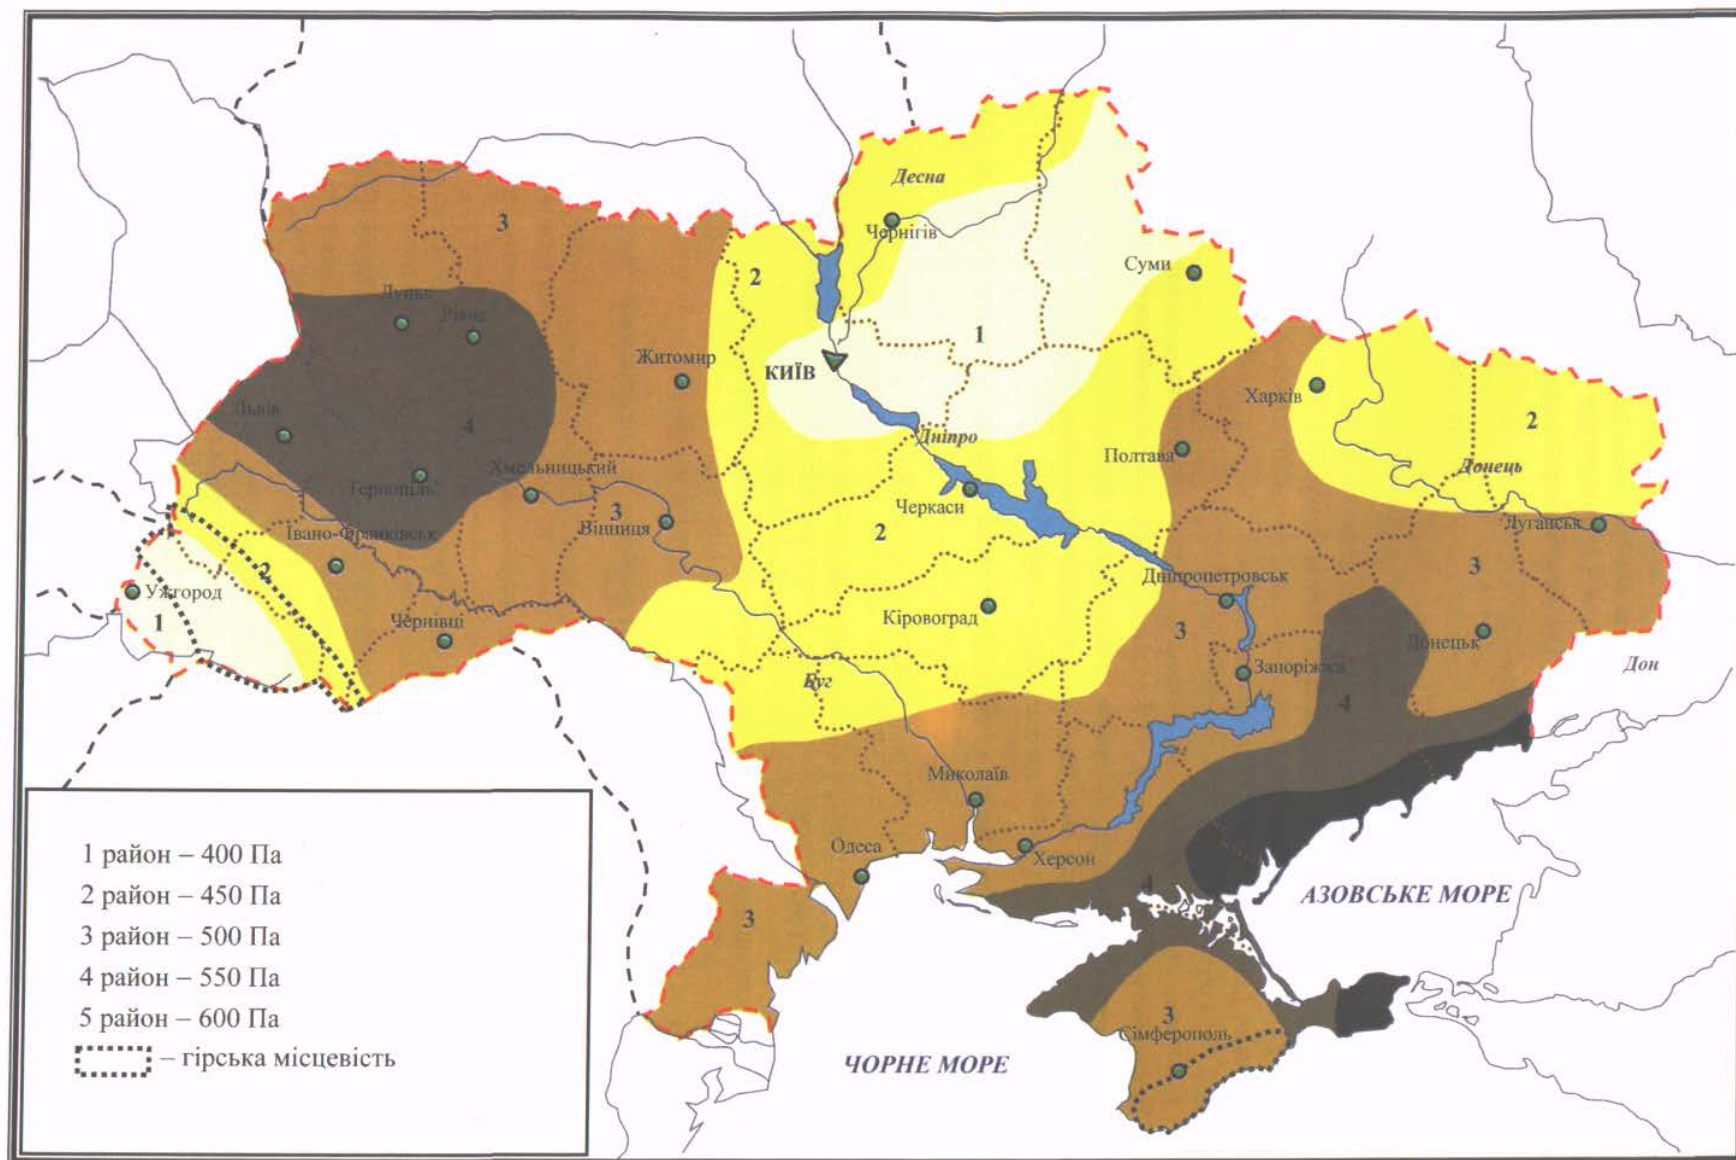 3
Десна
Чернігів
2
Суми
Луцьк
Рівне
1
Житомир
КИЇВ
Харків
Львів
4
Дніпро
2
Полтава
Донець
Хмельницький
Тернопіль
Черкаси
3
Вінниця
2
Луганськ
Івано-Франківськ
2
3
Ужгород
Дніпропетровськ
1
Чернівці
Кіровоград
3
Донецьк
Запоріжжя
Дон
Буг
4
Миколаїв
1 район – 400 Па
Одеса
Херсон
2 район – 450 Па
4
АЗОВСЬКЕ МОРЕ
3 район – 500 Па
3
4 район – 550 Па
5 район – 600 Па
3
Сімферополь
– гірська місцевість
ЧОРНЕ МОРЕ